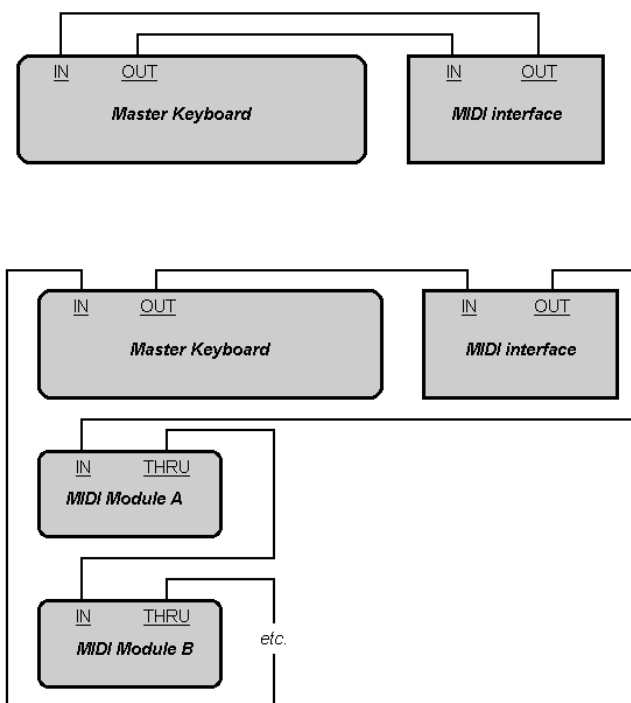 IN OUT IN OUT
Master Keyboard MIDI interface
IN OUT IN OUT
Master Keyboard MIDI interface
IN THRU
MIDI Module A
IN THRU
etc.
MIDI Module B